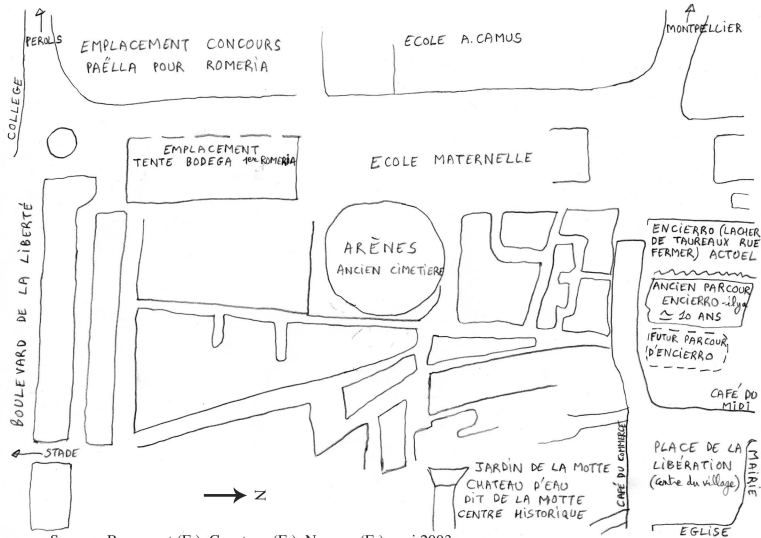 PEROLS
EMPLACEMENT CONCOURS
PAËLLA POUR ROMERÌA
ECOLE A. CAMUS
MONTPELLIER
COLLEGE
EMPLACEMENT
TENTE BODEGA 1ère ROMERÌA
ECOLE MATERNELLE
BOULEVARD DE LA LIBERTÉ
ARÈNES
ANCIEN CIMETIERE
ENCIERRO (LACHER
DE TAUREAUX RUE
FERMER) ACTUEL
ANCIEN PARCOUR
ENCIERRO-ilya
≃ 10 ANS
FUTUR PARCOUR
D'ENCIERRO
CAFÉ DU
MIDI
STADE
N
JARDIN DE LA MOTTE
CHATEAU D'EAU
DIT DE LA MOTTE
CENTRE HISTORIQUE
CAFÉ DU COMMERCE
PLACE DE LA
LIBÉRATION
(centre du village)
MAIRIE
EGLISE